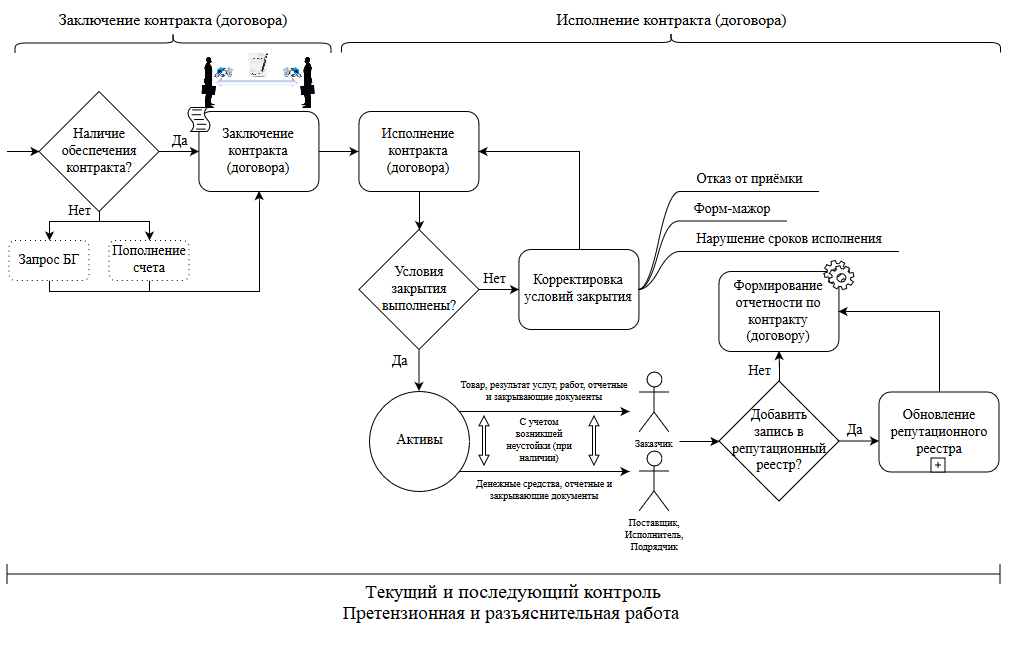 Заключение контракта (договора)
Исполнение контракта (договора)
Наличие
обеспечения
контракта?
Да
Заключение
контракта
(договора)
Исполнение
контракта
(договора)
Нет
Запрос БГ
Пополнение
счета
Условия
закрытия
выполнены?
Нет
Корректировка
условий закрытия
Отказ от приёмки
Форм-мажор
Нарушение сроков исполнения
Формирование
отчетности по
контракту
(договору)
Да
Активы
Товар, результат услуг, работ, отчетные
и закрывающие документы
С учетом
возникшей
неустойки (при
наличии)
Денежные средства, отчетные и
закрывающие документы
Заказчик
Поставщик,
Исполнитель,
Подрядчик
Нет
Добавить
запись в
репутационный
реестр?
Да
Обновление
репутационного
реестра
Текущий и последующий контроль
Претензионная и разъяснительная работа